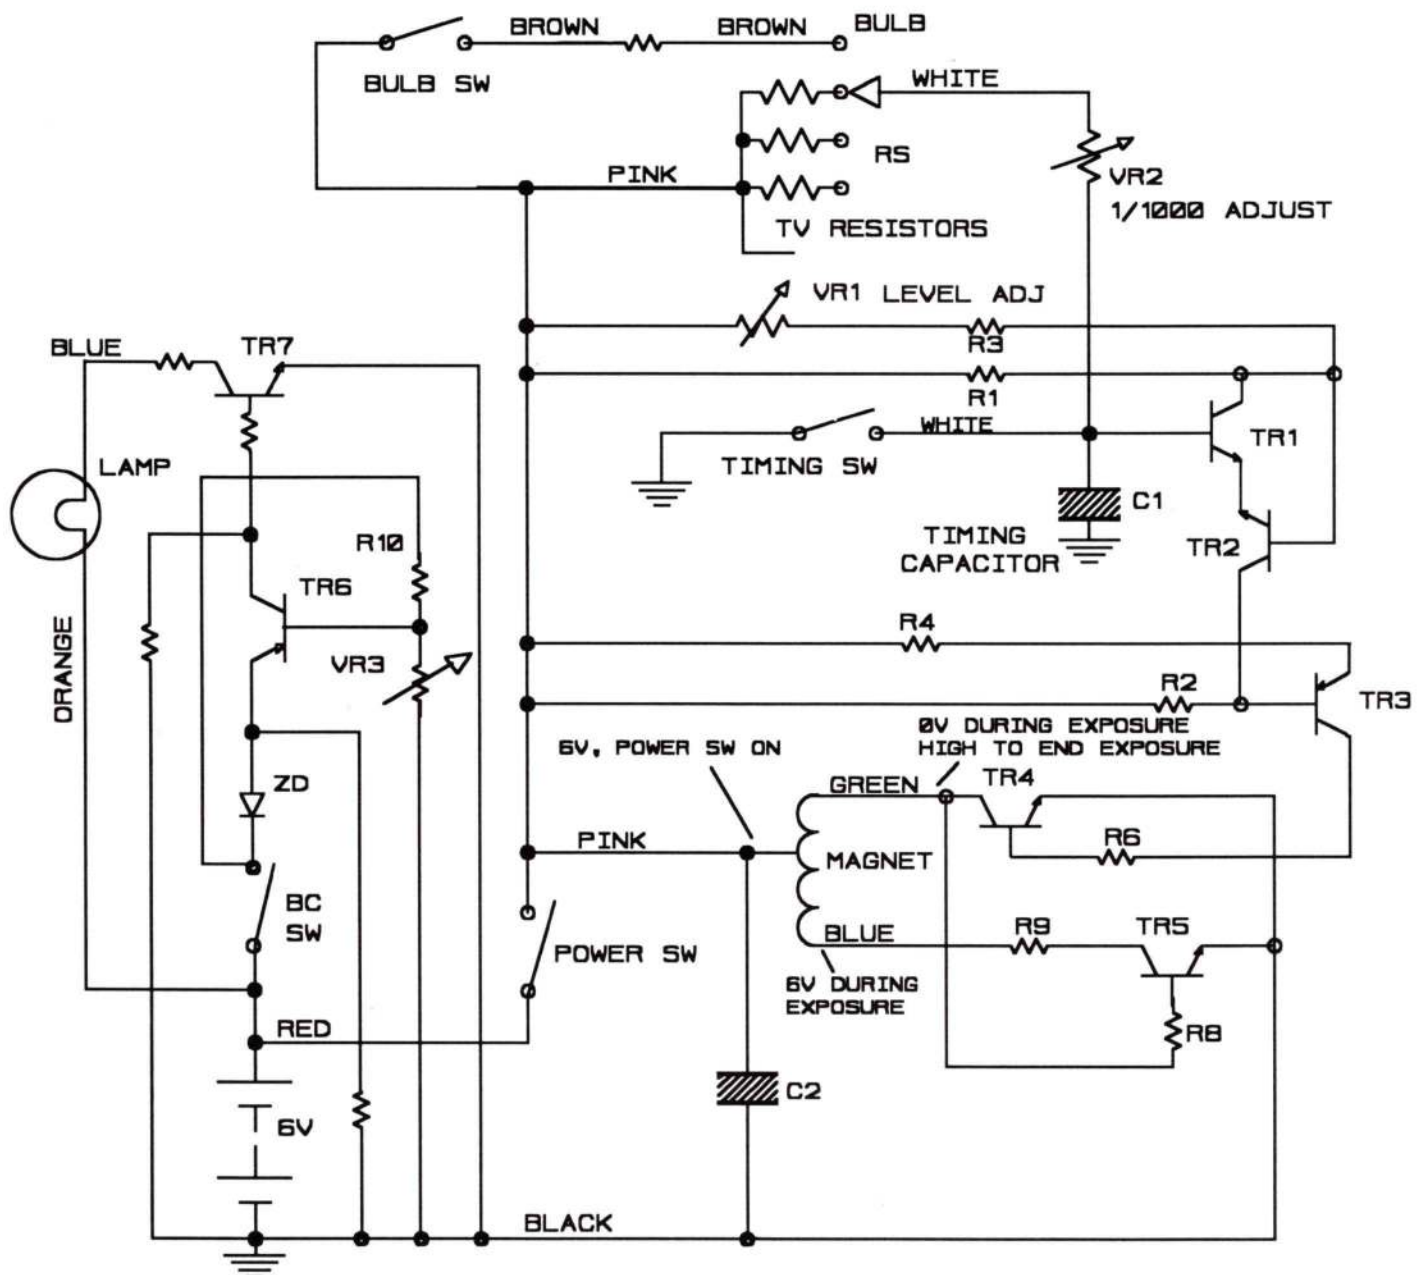 BROWN
BROWN
BULB
BULB SW
WHITE
RS
PINK
VR2
1/1000 ADJUST
TV RESISTORS
VR1 LEVEL ADJ
BLUE
TR7
R3
R1
WHITE
TR1
TIMING SW
LAMP
C1
R10
TIMING
CAPACITOR
TR2
TR6
ORANGE
R4
VR3
R2
TR3
0V DURING EXPOSURE
HIGH TO END EXPOSURE
6V, POWER SW ON
ZD
GREEN
TR4
PINK
MAGNET
R6
BC
SW
BLUE
R9
TR5
POWER SW
6V DURING
EXPOSURE
RED
R8
C2
6V
BLACK